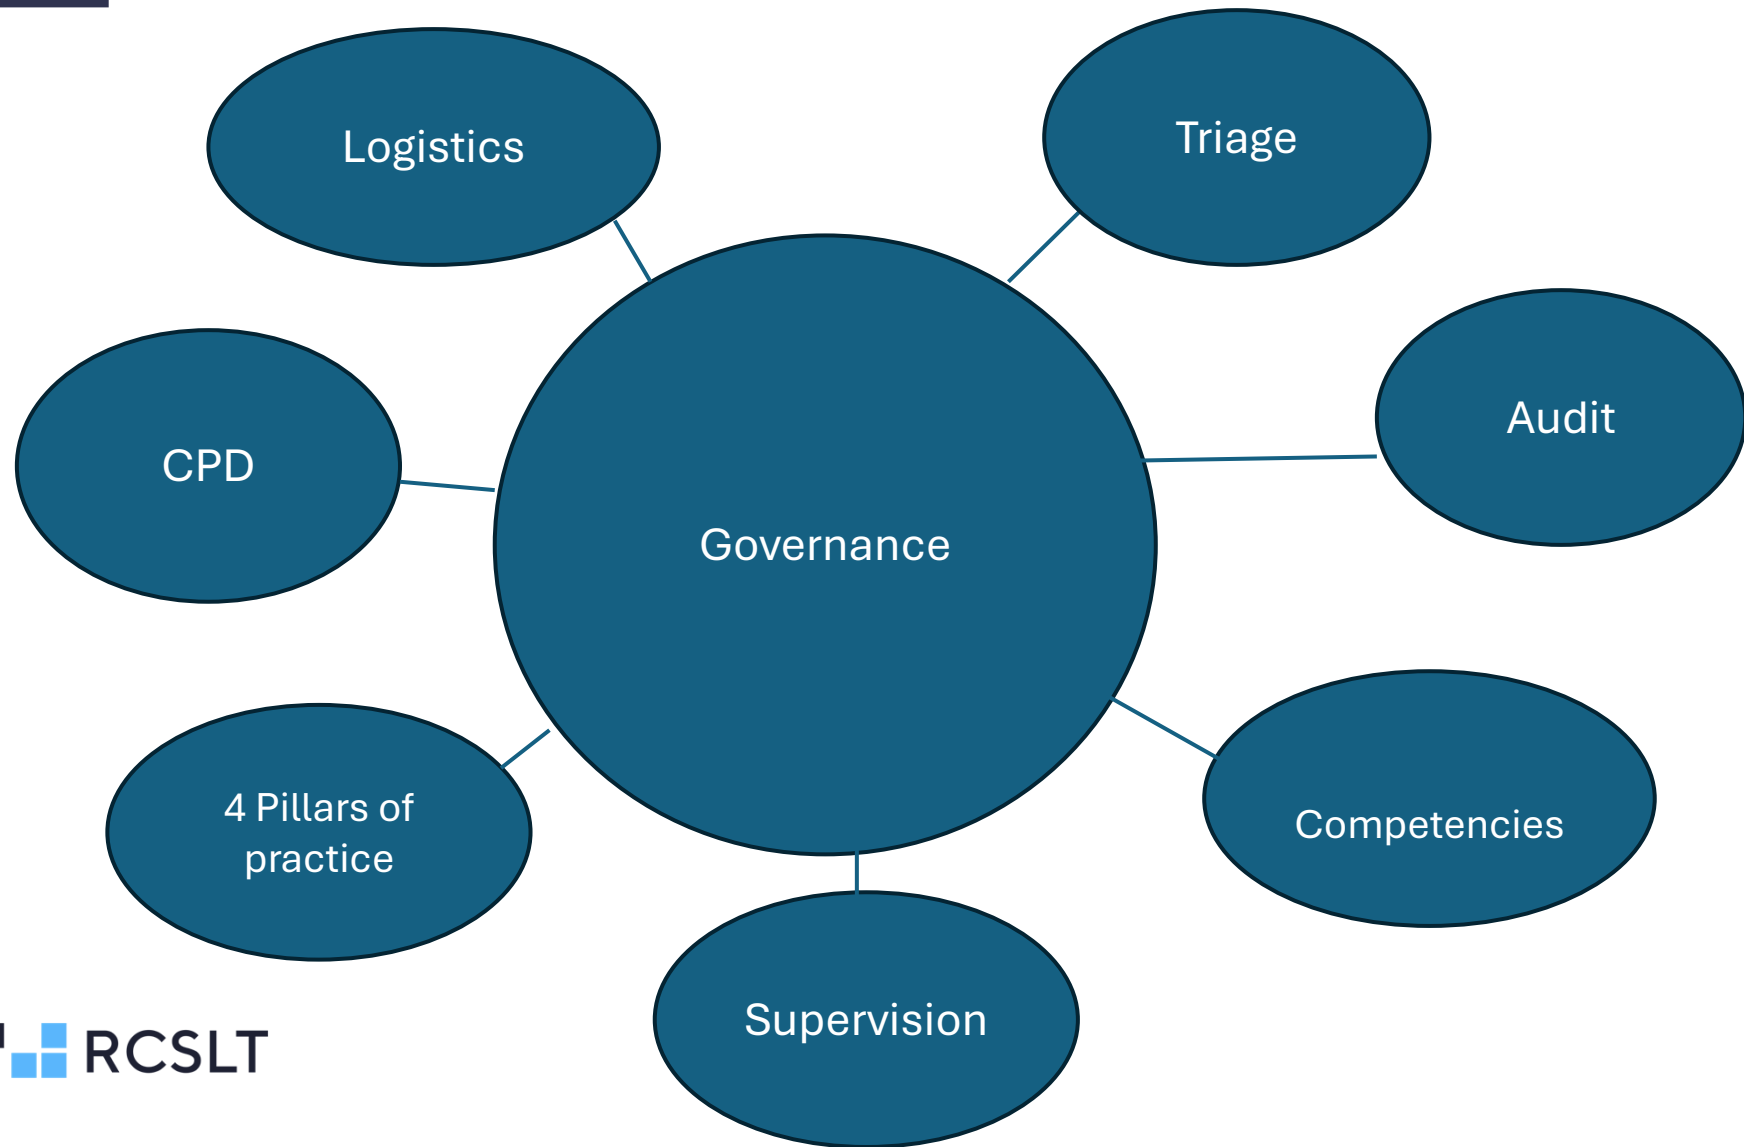 Logistics
Triage
CPD
Audit
Governance
4 Pillars of
practice
Competencies
Supervision
RCSLT